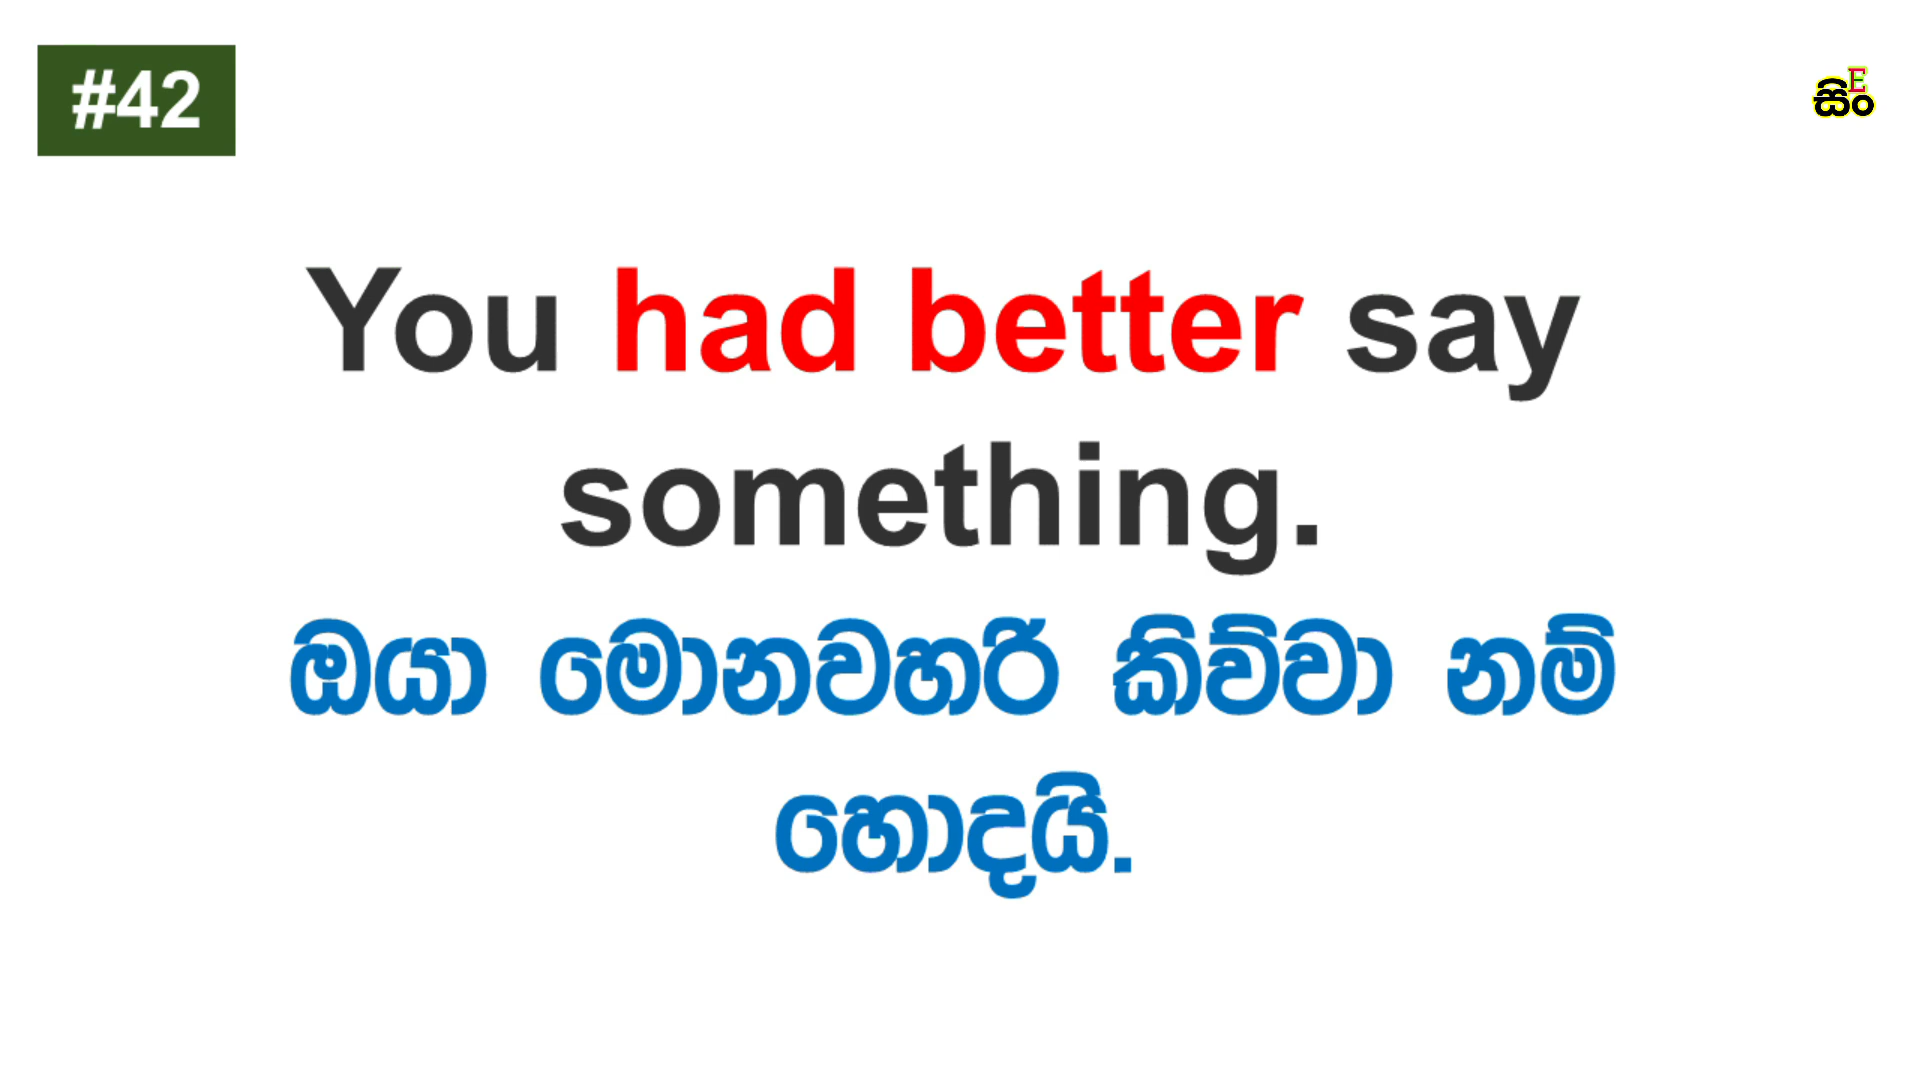 #42
සිංE
You had better say
something.
ඔයා මොනවහරි කිව්වා නම්
හොදයි.